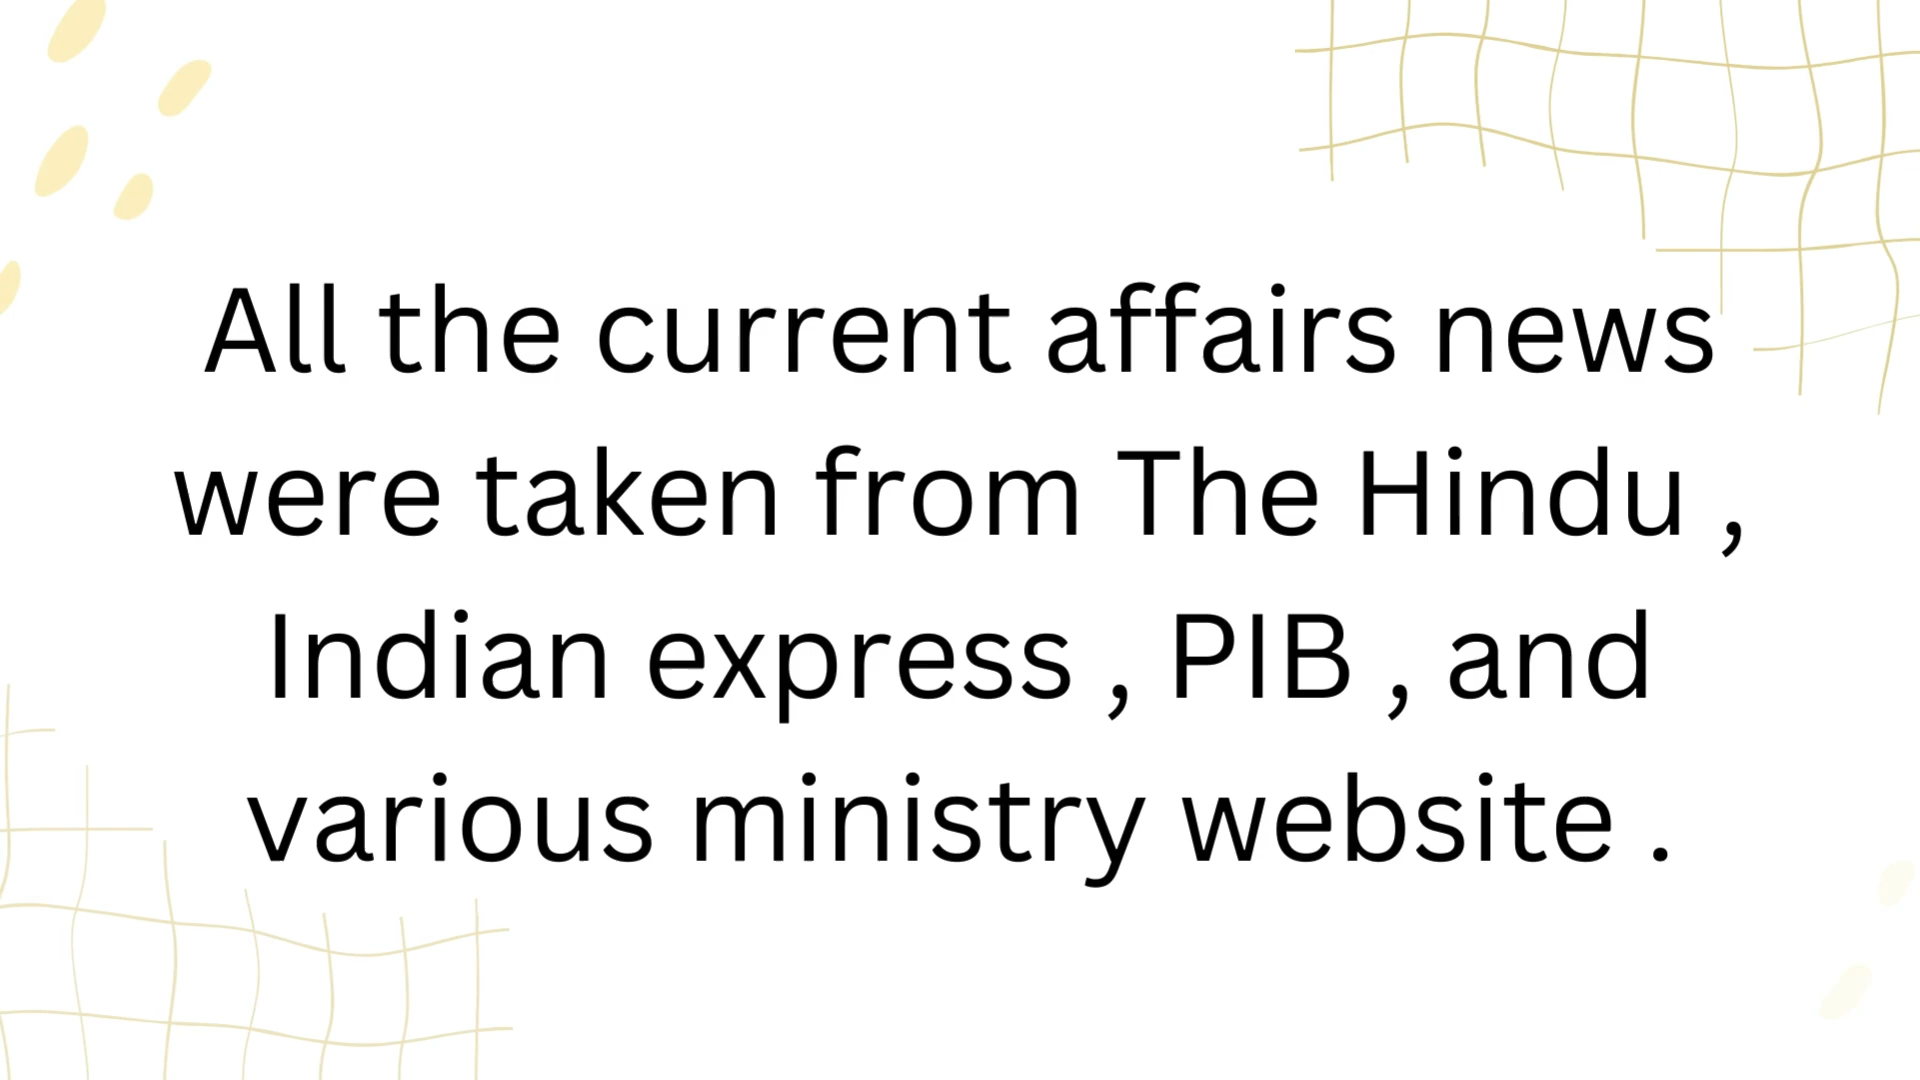 All the current affairs news
were taken from The Hindu ,
Indian express , PIB , and
various ministry website .